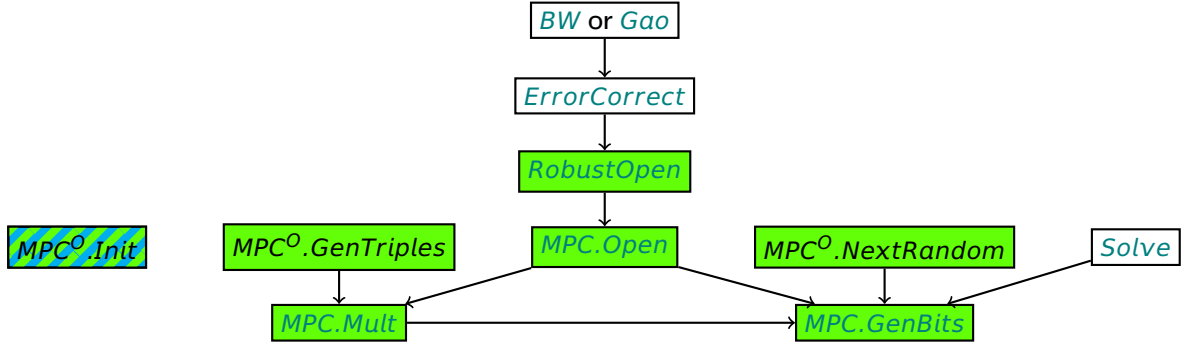 BW or Gao
ErrorCorrect
RobustOpen
MPC^O.Init
MPC^O.GenTriples
MPC.Open
MPC^O.NextRandom
Solve
MPC.Mult
MPC.GenBits